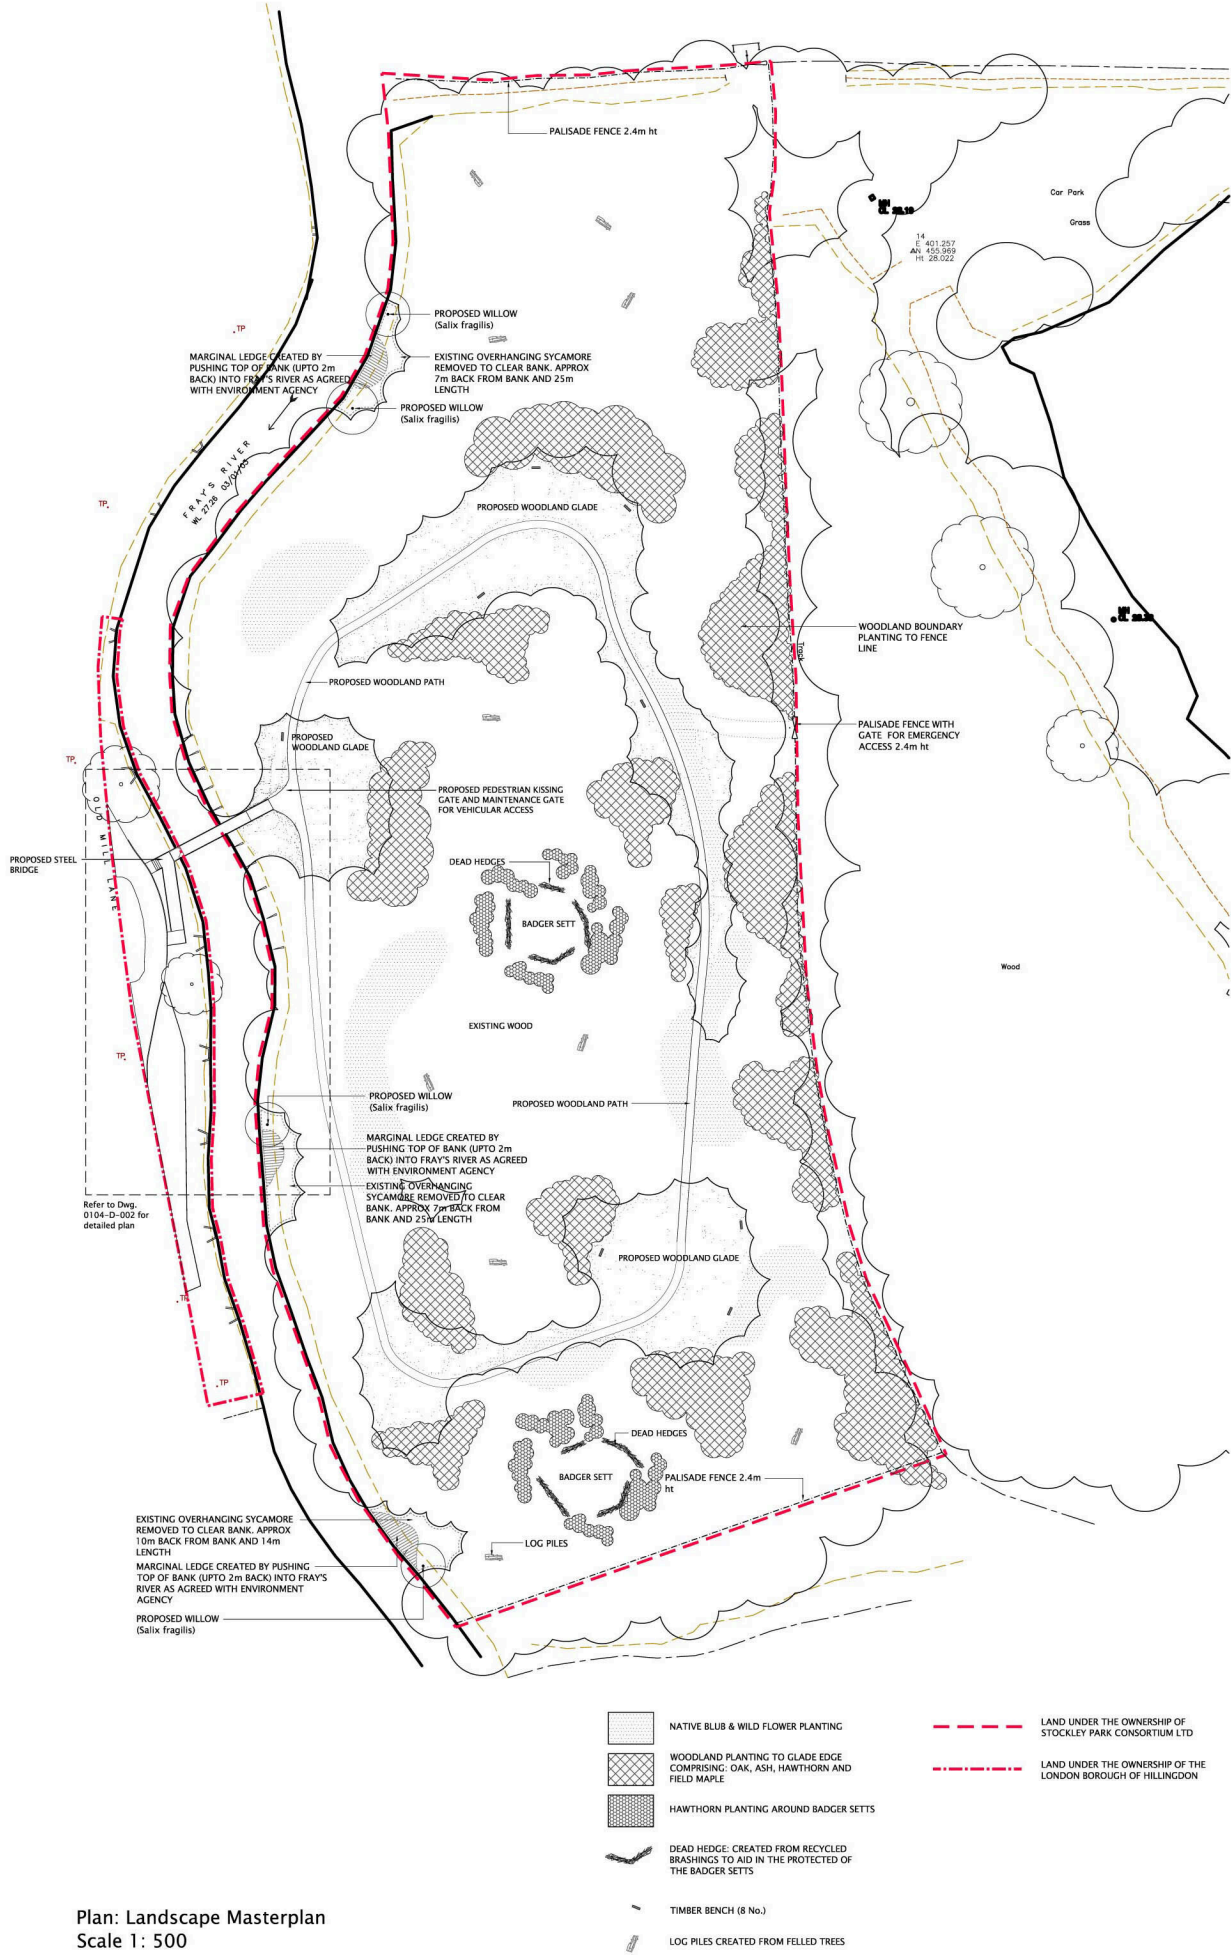 PALISADE FENCE 2.4m ht
Car Park
Grass
MH
14
E 401.257
AN 455.969
Ht 28.022
PROPOSED WILLOW
(Salix fragilis)
TP
MARGINAL LEDGE CREATED BY
PUSHING TOP OF BANK (UPTO 2m
BACK) INTO FRAY'S RIVER AS AGREED
WITH ENVIRONMENT AGENCY
EXISTING OVERHANGING SYCAMORE
REMOVED TO CLEAR BANK. APPROX
7m BACK FROM BANK AND 25m
LENGTH
PROPOSED WILLOW
(Salix fragilis)
FRAY'S RIVER
WL 27.26 03/01/03
TP
PROPOSED WOODLAND GLADE
MH
WOODLAND BOUNDARY
PLANTING TO FENCE
LINE
Track
PROPOSED WOODLAND PATH
PALISADE FENCE WITH
GATE FOR EMERGENCY
ACCESS 2.4m ht
PROPOSED
WOODLAND GLADE
TP
PROPOSED PEDESTRIAN KISSING
GATE AND MAINTENANCE GATE
FOR VEHICULAR ACCESS
OLD MILL LANE
PROPOSED STEEL
BRIDGE
DEAD HEDGES
BADGER SETT
Wood
EXISTING WOOD
TP
PROPOSED WILLOW
(Salix fragilis)
PROPOSED WOODLAND PATH
MARGINAL LEDGE CREATED BY
PUSHING TOP OF BANK (UPTO 2m
BACK) INTO FRAY'S RIVER AS AGREED
WITH ENVIRONMENT AGENCY
EXISTING OVERHANGING
SYCAMORE REMOVED TO CLEAR
BANK. APPROX 7m BACK FROM
BANK AND 25m LENGTH
Refer to Dwg.
0104-D-002 for
detailed plan
PROPOSED WOODLAND GLADE
TP
TP
DEAD HEDGES
BADGER SETT
PALISADE FENCE 2.4m
ht
EXISTING OVERHANGING SYCAMORE
REMOVED TO CLEAR BANK. APPROX
10m BACK FROM BANK AND 14m
LENGTH
LOG PILES
MARGINAL LEDGE CREATED BY PUSHING
TOP OF BANK (UPTO 2m BACK) INTO FRAY'S
RIVER AS AGREED WITH ENVIRONMENT
AGENCY
PROPOSED WILLOW
(Salix fragilis)
NATIVE BLUB & WILD FLOWER PLANTING
WOODLAND PLANTING TO GLADE EDGE
COMPRISING: OAK, ASH, HAWTHORN AND
FIELD MAPLE
HAWTHORN PLANTING AROUND BADGER SETTS
DEAD HEDGE: CREATED FROM RECYCLED
BRASHINGS TO AID IN THE PROTECTED OF
THE BADGER SETTS
TIMBER BENCH (8 No.)
LOG PILES CREATED FROM FELLED TREES
LAND UNDER THE OWNERSHIP OF
STOCKLEY PARK CONSORTIUM LTD
LAND UNDER THE OWNERSHIP OF THE
LONDON BOROUGH OF HILLINGDON
Plan: Landscape Masterplan
Scale 1: 500